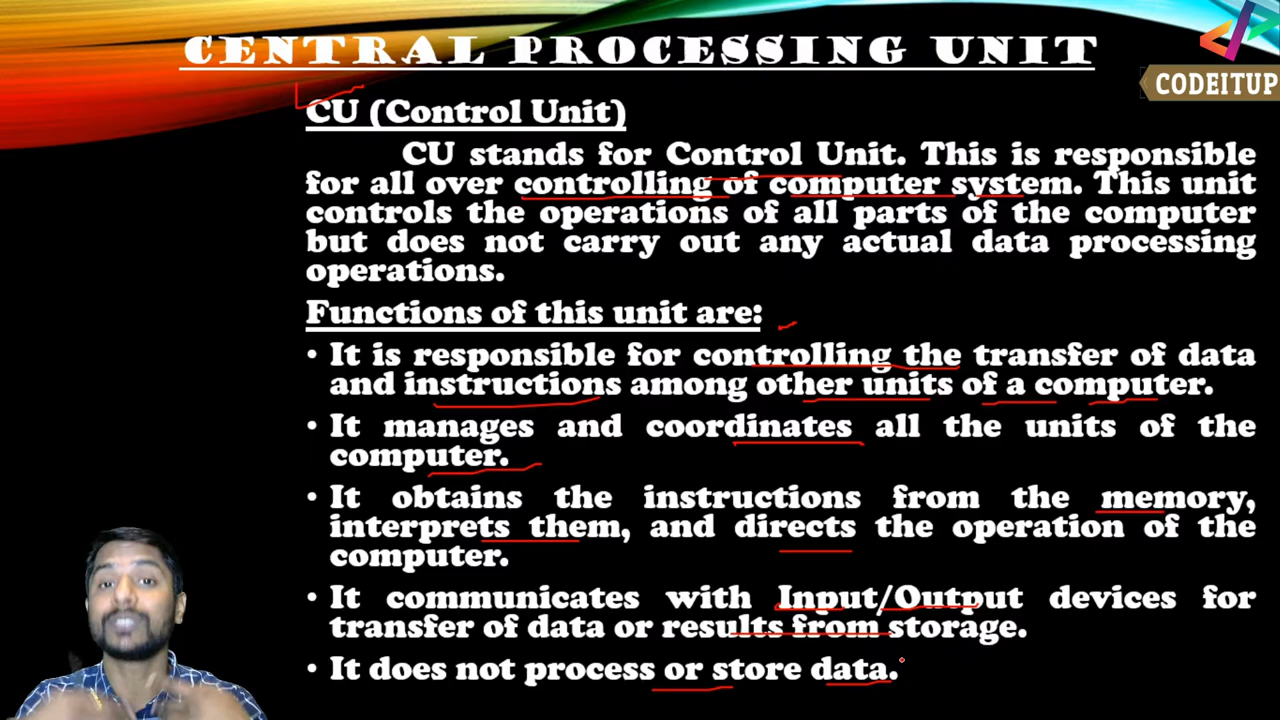 CENTRAL PROCESSING UNIT
CODEITUP
CU (Control Unit)
CU stands for Control Unit. This is responsible
for all over controlling of computer system. This unit
controls the operations of all parts of the computer
but does not carry out any actual data processing
operations.
Functions of this unit are:
• It is responsible for controlling the transfer of data
and instructions among other units of a computer.
• It manages and coordinates all the units of the
computer.
• It obtains the instructions from the memory,
interprets them, and directs the operation of the
computer.
• It communicates with Input/Output devices for
transfer of data or results from storage.
• It does not process or store data.